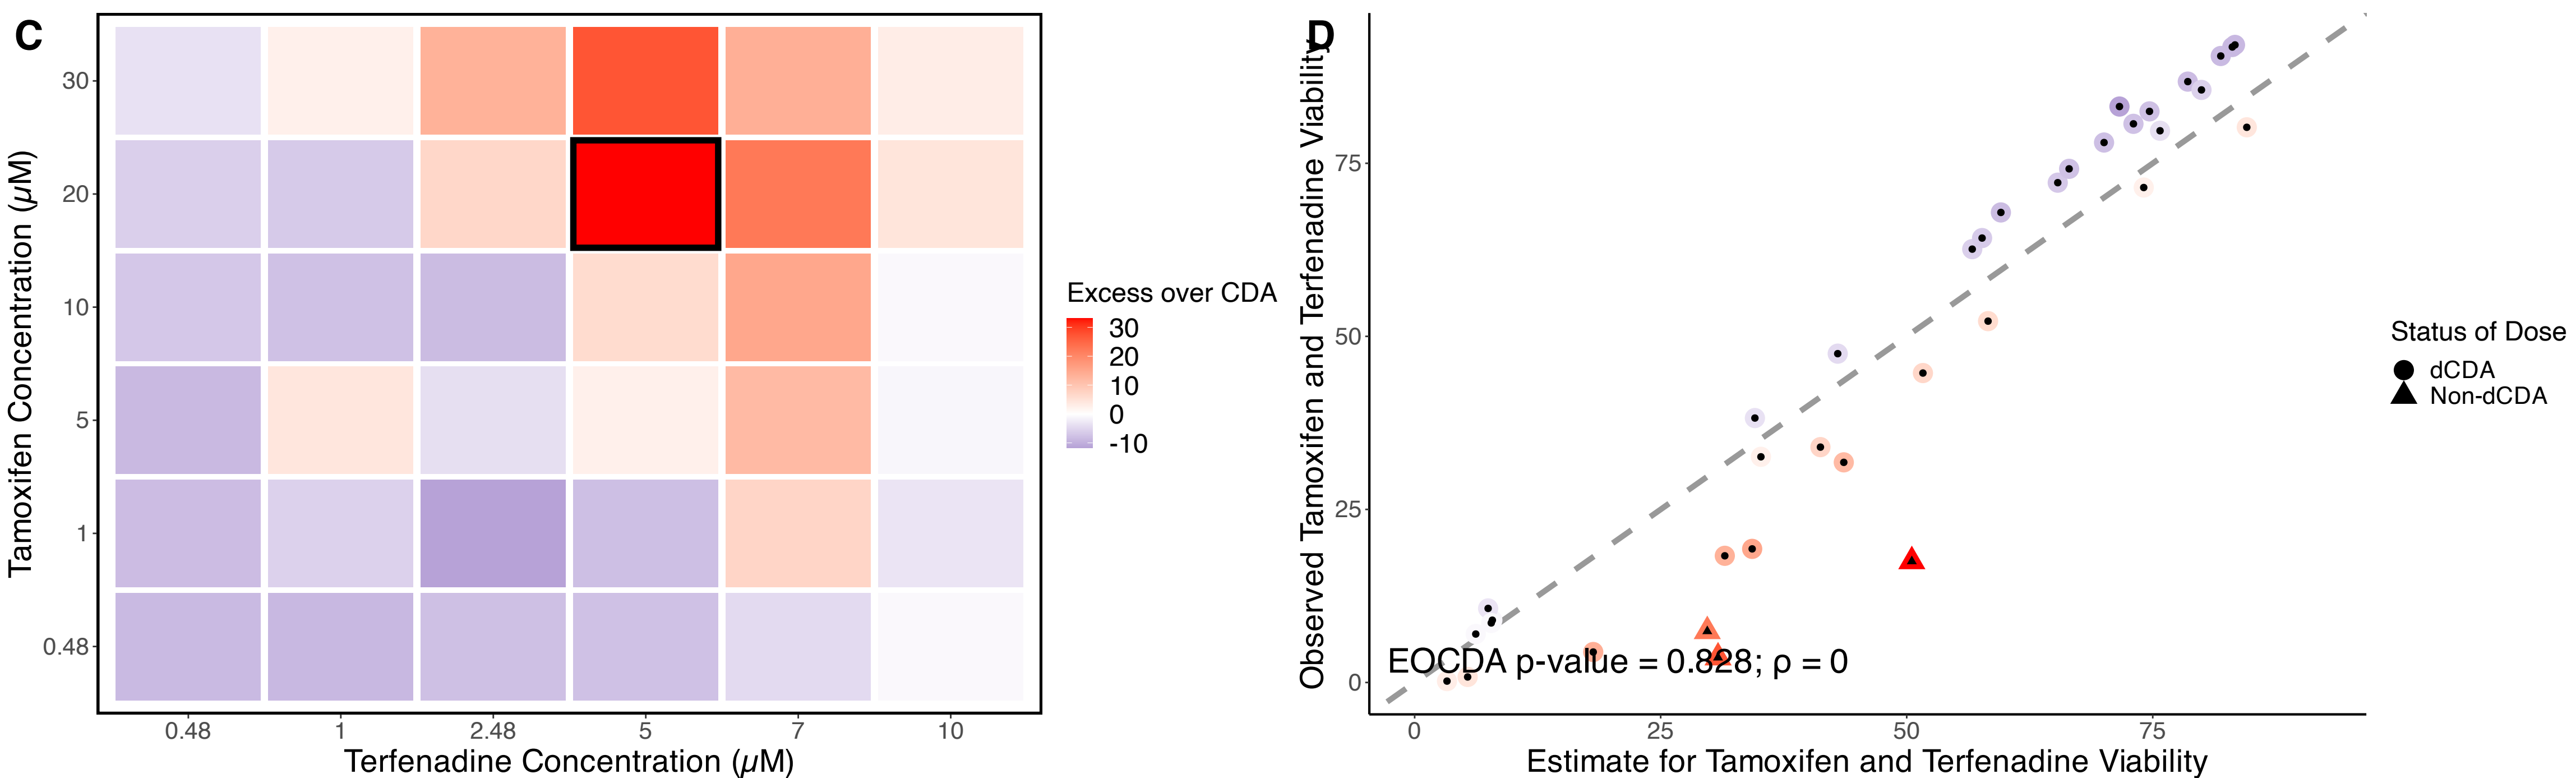 C
Tamoxifen Concentration (µM)
30
20
10
5
1
0.48
0.48 1 2.48 5 7 10
Terfenadine Concentration (µM)
Excess over CDA
30
20
10
0
-10
D
Observed Tamoxifen and Terfenadine Viability
75
50
25
0
EOCDA p-value = 0.828; ρ = 0
0 25 50 75
Estimate for Tamoxifen and Terfenadine Viability
Status of Dose
dCDA
Non-dCDA